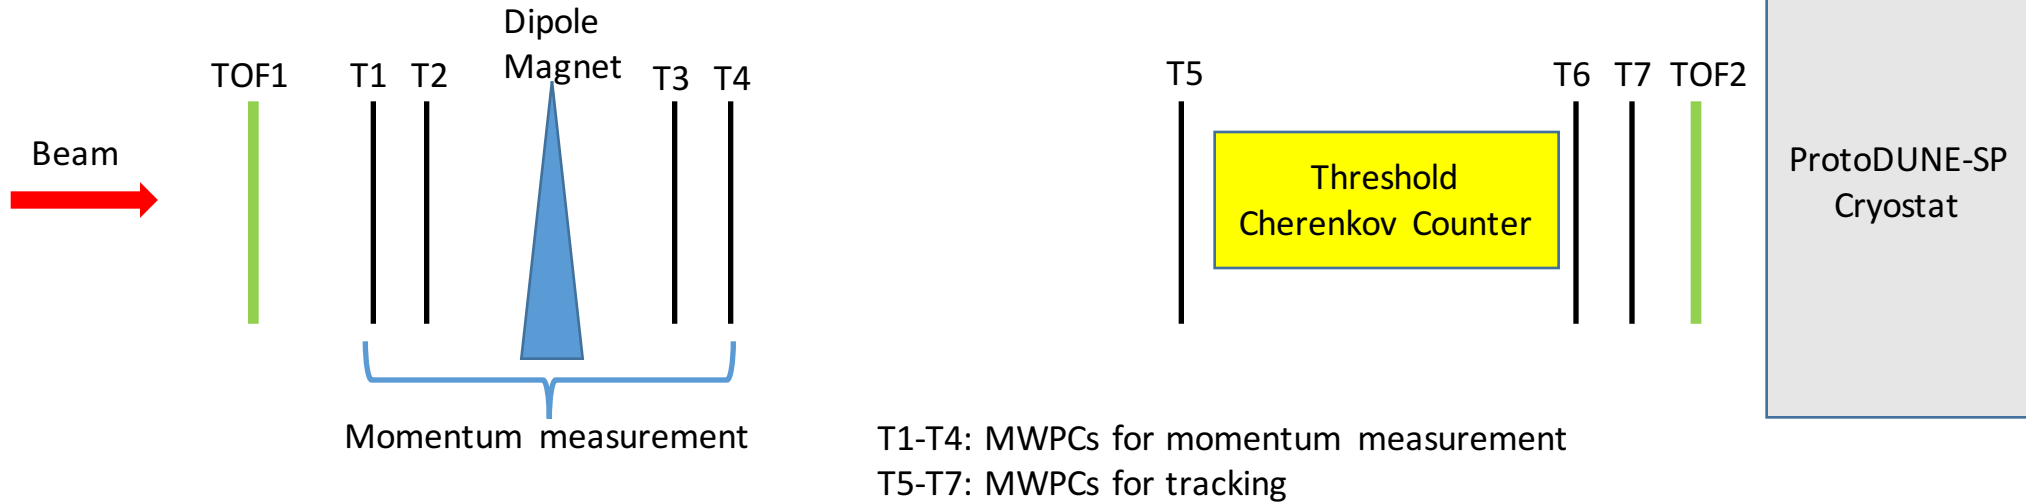 Dipole
Magnet
TOF1
T1
T2
T3
T4
T5
T6
T7
TOF2
Beam
Threshold
Cherenkov Counter
ProtoDUNE-SP
Cryostat
Momentum measurement
T1-T4: MWPCs for momentum measurement
T5-T7: MWPCs for tracking